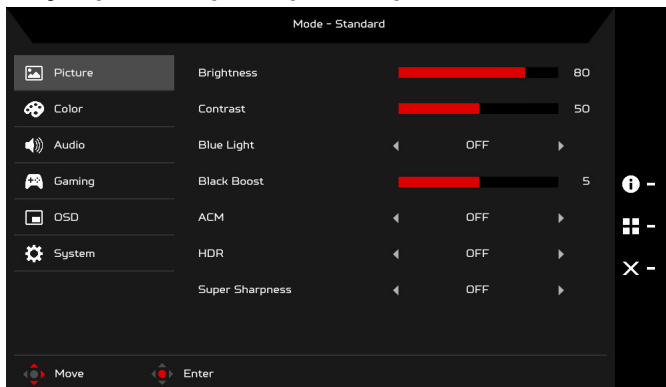 Mode - Standard
Picture
Brightness 80
Color
Contrast 50
Audio
Blue Light OFF
Gaming
Black Boost 5
OSD
ACM OFF
System
HDR OFF
Super Sharpness OFF
Move Enter